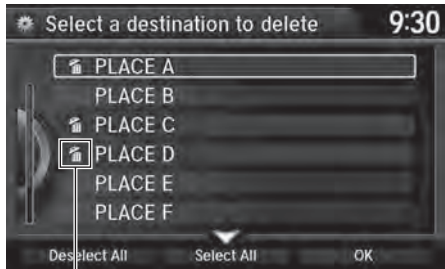 Select a destination to delete 9:30
PLACE A
PLACE B
PLACE C
PLACE D
PLACE E
PLACE F
Deselect All Select All OK